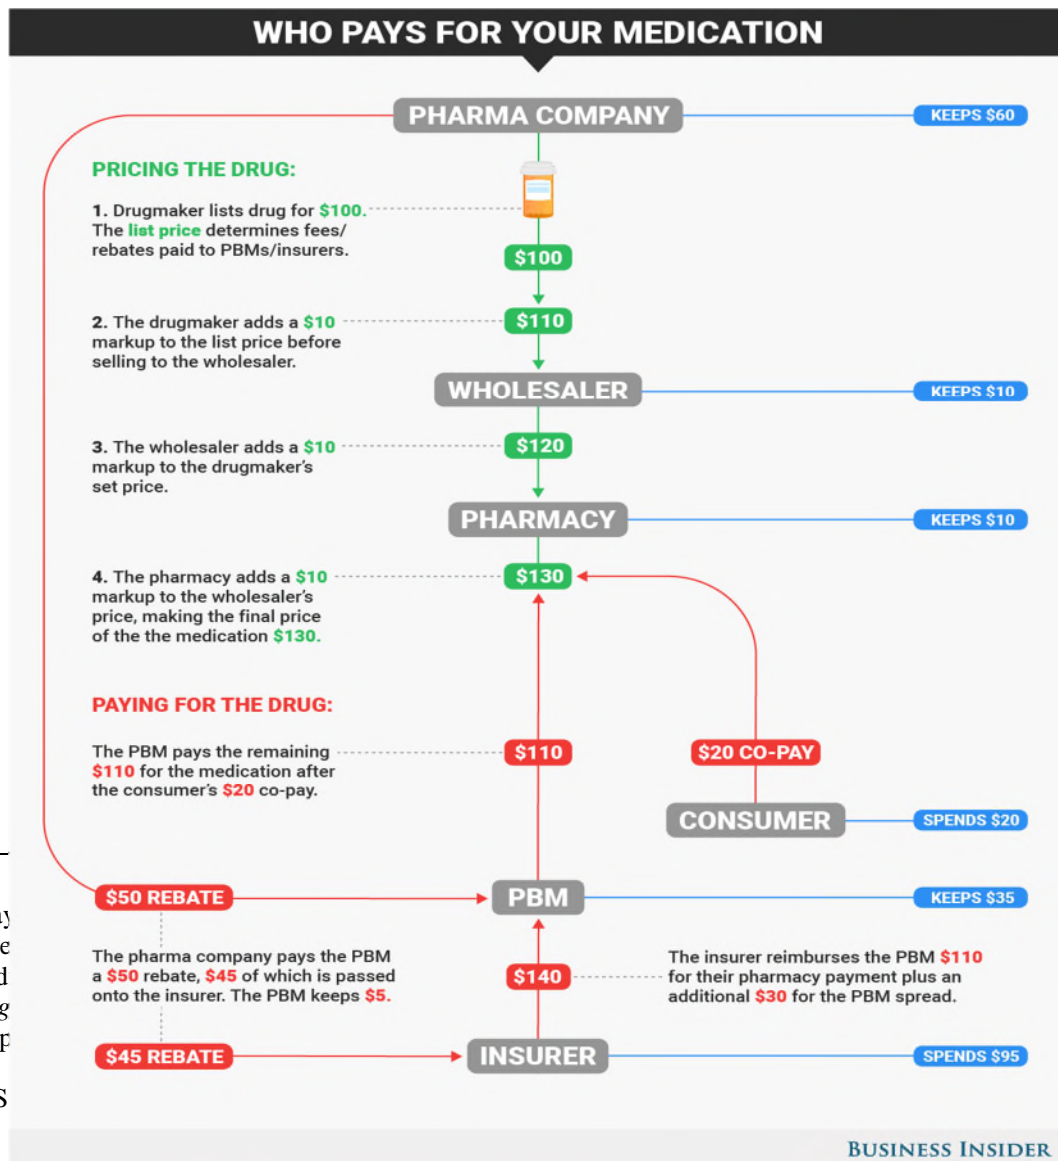 WHO PAYS FOR YOUR MEDICATION
PHARMA COMPANY
KEEPS $60
PRICING THE DRUG:
1. Drugmaker lists drug for $100.
The list price determines fees/
rebates paid to PBMs/insurers.
$100
2. The drugmaker adds a $10
markup to the list price before
selling to the wholesaler.
$110
WHOLESALER
KEEPS $10
3. The wholesaler adds a $10
markup to the drugmaker's
set price.
$120
PHARMACY
KEEPS $10
4. The pharmacy adds a $10
markup to the wholesaler's
price, making the final price
of the the medication $130.
$130
PAYING FOR THE DRUG:
The PBM pays the remaining
$110 for the medication after
the consumer's $20 co-pay.
$110
$20 CO-PAY
CONSUMER
SPENDS $20
$50 REBATE
PBM
KEEPS $35
The pharma company pays the PBM
a $50 rebate, $45 of which is passed
onto the insurer. The PBM keeps $5.
$140
The insurer reimburses the PBM $110
for their pharmacy payment plus an
additional $30 for the PBM spread.
$45 REBATE
INSURER
SPENDS $95
BUSINESS INSIDER